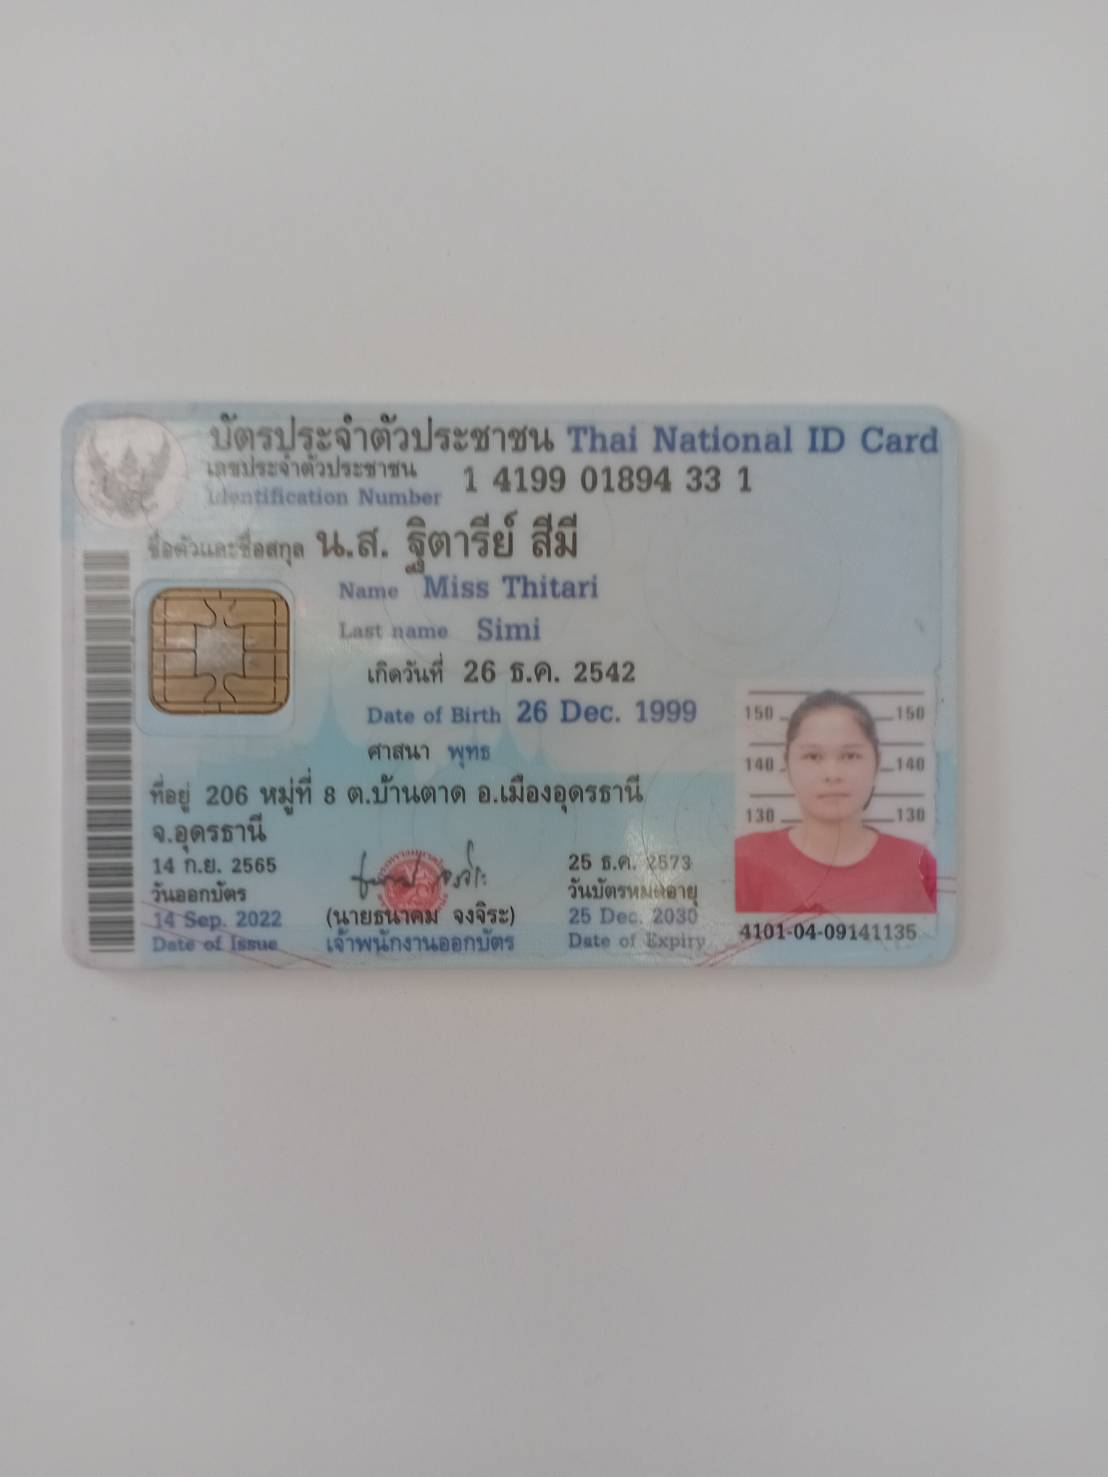 บัตรประจำตัวประชาชน Thai National ID Card
เลขประจำตัวประชาชน 1 4199 01894 33 1
Identification Number
ชื่อตัวและชื่อสกุล น.ส. ฐิตารีย์ สีมี
Name Miss Thitari
Last name Simi
เกิดวันที่ 26 ธ.ค. 2542
Date of Birth 26 Dec. 1999
ศาสนา พุทธ
ที่อยู่ 206 หมู่ที่ 8 ต.บ้านตาด อ.เมืองอุดรธานี
จ.อุดรธานี
14 ก.ย. 2565
วันออกบัตร
14 Sep. 2022
Date of Issue
(นายธนาคม จงจิระ)
เจ้าพนักงานออกบัตร
25 ธ.ค. 2573
วันบัตรหมดอายุ
25 Dec. 2030
Date of Expiry
150 150
140 140
130 130
4101-04-09141135